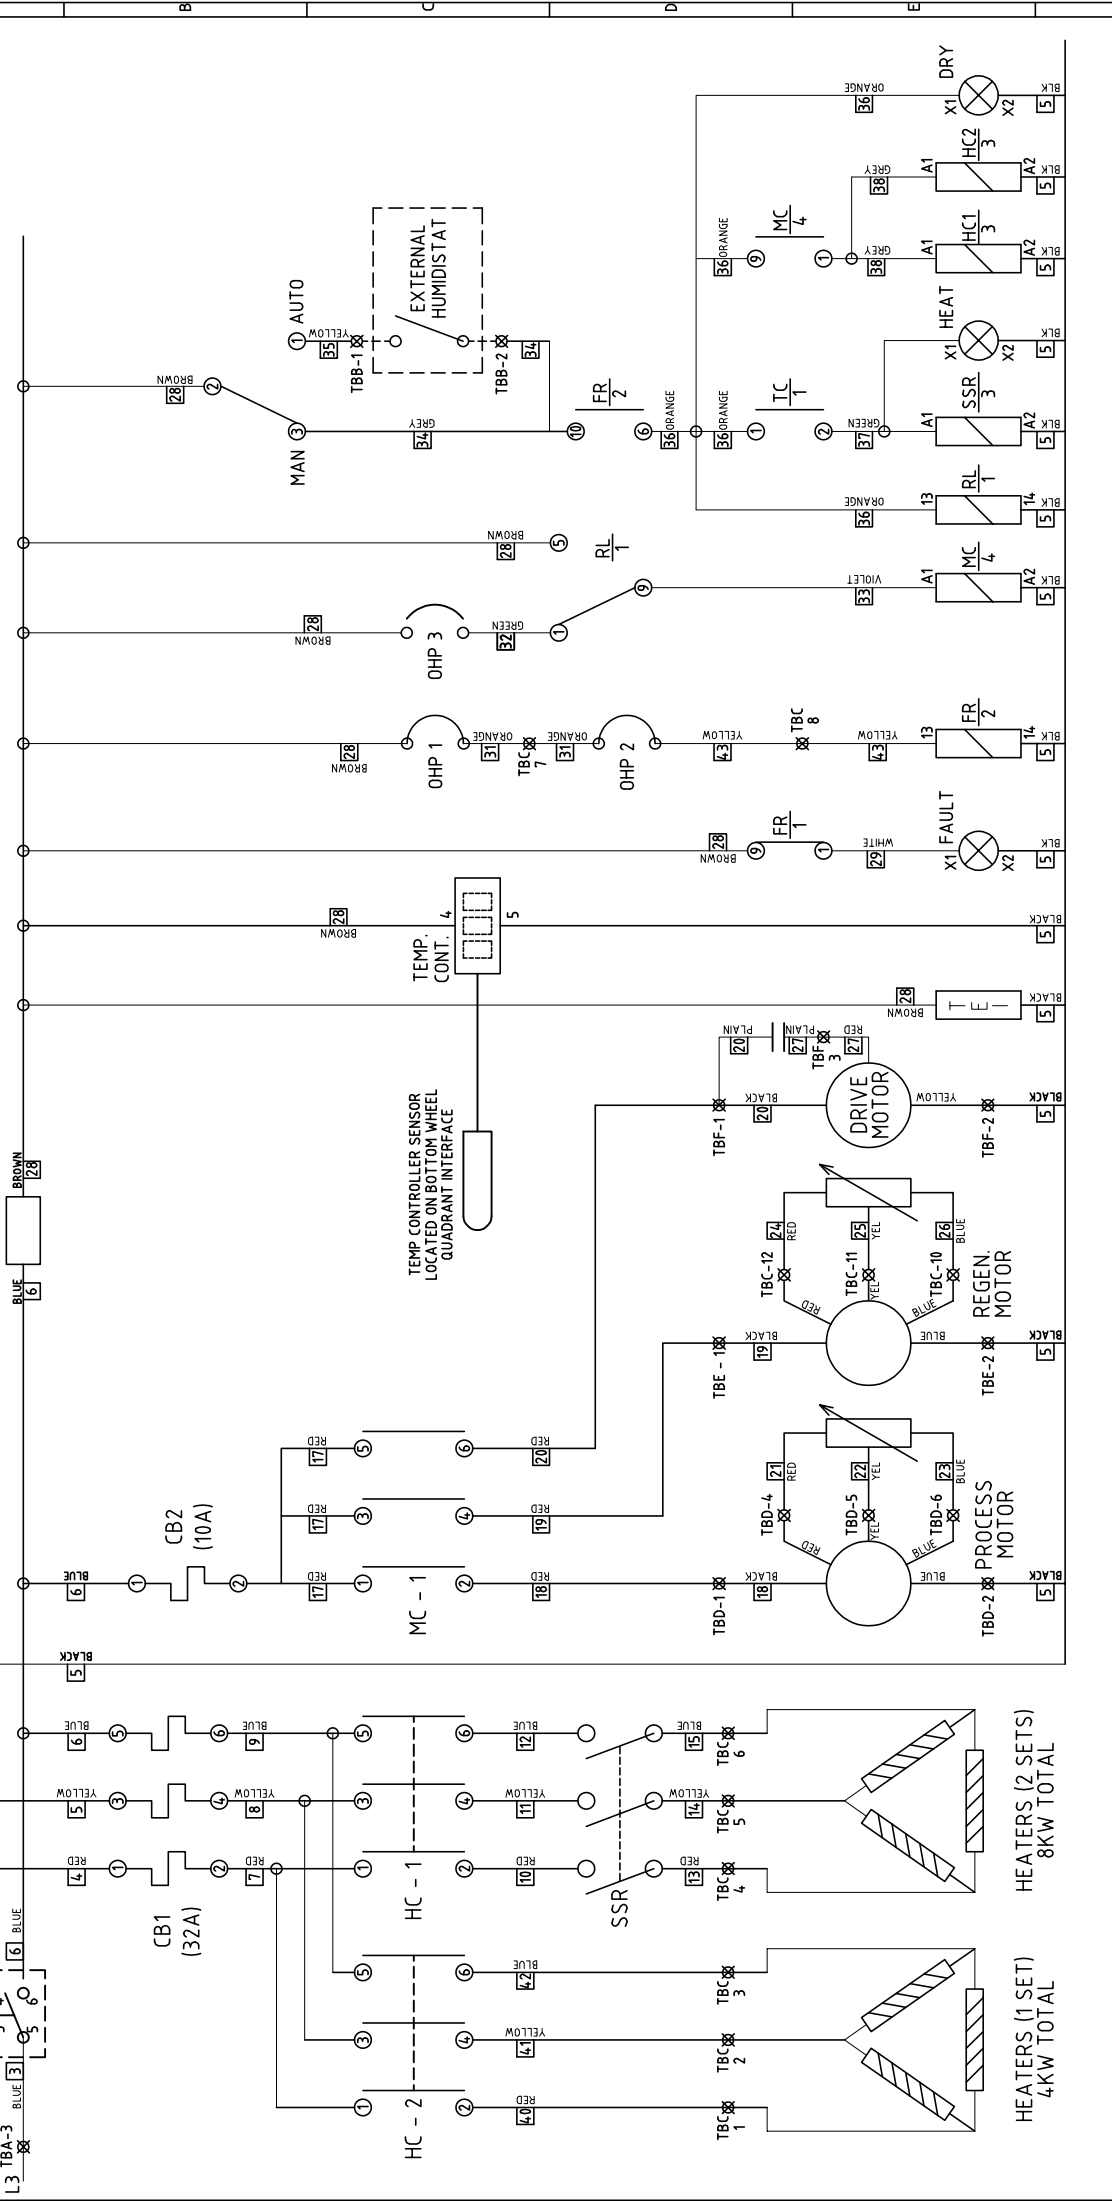 B
C
D
E
L3 TBA-3
BLUE 3
5
6
6 BLUE
BLUE 6
BROWN 28
RED 4
YELLOW 5
BLUE 6
1 2
3 4
5 6
CB1
(32A)
RED 7
YELLOW 8
BLUE 9
HC - 1
1 2
3 4
5 6
RED 10
YELLOW 11
BLUE 12
SSR
RED 13
YELLOW 14
BLUE 15
TBC 4
TBC 5
TBC 6
HEATERS (2 SETS)
8KW TOTAL
HC - 2
1 2
3 4
5 6
RED 40
YELLOW 41
BLUE 42
TBC 1
TBC 2
TBC 3
HEATERS (1 SET)
4KW TOTAL
BLACK 5
BLUE 6
1 2
CB2
(10A)
RED 17
RED 17
RED 17
MC - 1
1 2
3 4
5 6
RED 18
RED 19
RED 20
TBD-1
BLACK 18
TBD-4
TBD-5
TBD-6
RED
YEL
BLUE
21 RED
22 YEL
23 BLUE
BLUE
TBD-2
PROCESS
MOTOR
BLACK 5
TBE - 1
BLACK 19
TBC-12
TBC-11
TBC-10
RED
YEL
BLUE
24 RED
25 YEL
26 BLUE
BLUE
TBE-2
REGEN.
MOTOR
BLACK 5
TBF-1
BLACK 20
PLAIN 20
PLAIN 27
TBF 3
RED 27
DRIVE
MOTOR
YELLOW
TBF-2
BLACK 5
TEMP CONTROLLER SENSOR
LOCATED ON BOTTOM WHEEL
QUADRANT INTERFACE
BROWN 28
T E I
BLACK 5
BROWN 28
TEMP.
CONT.
4
5
BLACK 5
BROWN 28
9 1
FR
1
WHITE 29
FAULT
X1
X2
BLK 5
BROWN 28
OHP 1
ORANGE 31
TBC 7
ORANGE 31
OHP 2
YELLOW 43
TBC 8
YELLOW 43
13
FR
2
14
BLK 5
BROWN 28
OHP 3
GREEN 32
1
9
BROWN 28
5
RL
1
VIOLET 33
A1
MC
4
A2
BLK 5
ORANGE 36
13
RL
1
14
BLK 5
BROWN 28
2
3
MAN
1 AUTO
YELLOW 35
TBB-1
EXTERNAL
HUMIDISTAT
TBB-2
34
GREY 34
10
FR
2
6
36 ORANGE
36 ORANGE
1
TC
1
2
GREEN 37
A1
SSR
3
A2
BLK 5
HEAT
X1
X2
BLK 5
36 ORANGE
9
MC
4
1
GREY 38
A1
HC1
3
A2
BLK 5
GREY 38
A1
HC2
3
A2
BLK 5
ORANGE 36
DRY
X1
X2
BLK 5